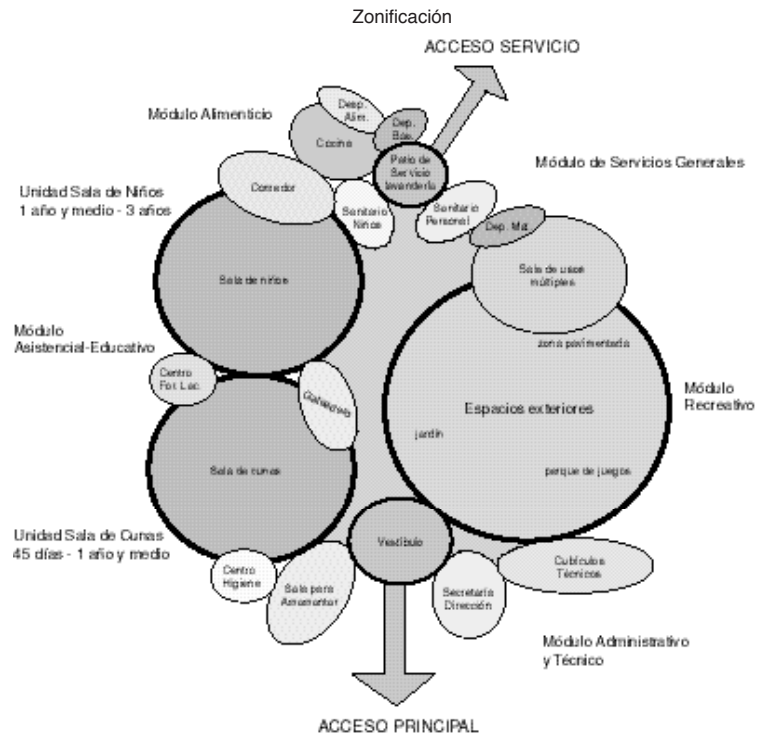 Zonificación
ACCESO SERVICIO
Módulo Alimenticio
Desp.
Alim.
Dep.
Bas.
Cocina
Patio de
Servicio
lavandería
Módulo de Servicios Generales
Comedor
Unidad Sala de Niños
1 año y medio - 3 años
Sanitario
Niños
Sanitario
Personal
Dep. Mat.
Sala de niños
Sala de usos
múltiples
Módulo
Asistencial-Educativo
zona pavimentada
Centro
For. Lac.
Módulo
Recreativo
Espacios exteriores
jardín
Sala de cunas
parque de juegos
Unidad Sala de Cunas
45 días - 1 año y medio
Vestíbulo
Centro
Higiene
Sala para
Amamantar
Secretaría
Dirección
Cubículos
Técnicos
Módulo Administrativo
y Técnico
ACCESO PRINCIPAL